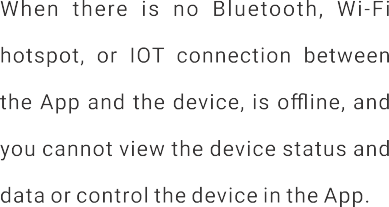 When there is no Bluetooth, Wi-Fi
hotspot, or IOT connection between
the App and the device, is offline, and
you cannot view the device status and
data or control the device in the App.